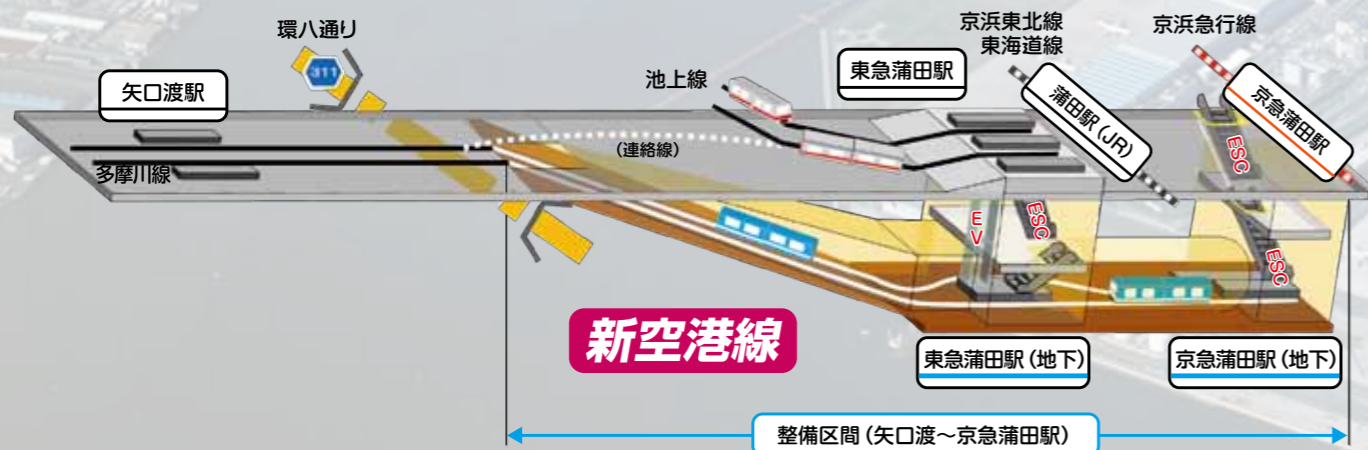 環八通り
311
矢口渡駅
多摩川線
池上線
(連絡線)
東急蒲田駅
京浜東北線
東海道線
蒲田駅(JR)
京浜急行線
京急蒲田駅
ESC
EV
ESC
ESC
新空港線
東急蒲田駅(地下)
京急蒲田駅(地下)
整備区間(矢口渡～京急蒲田駅)